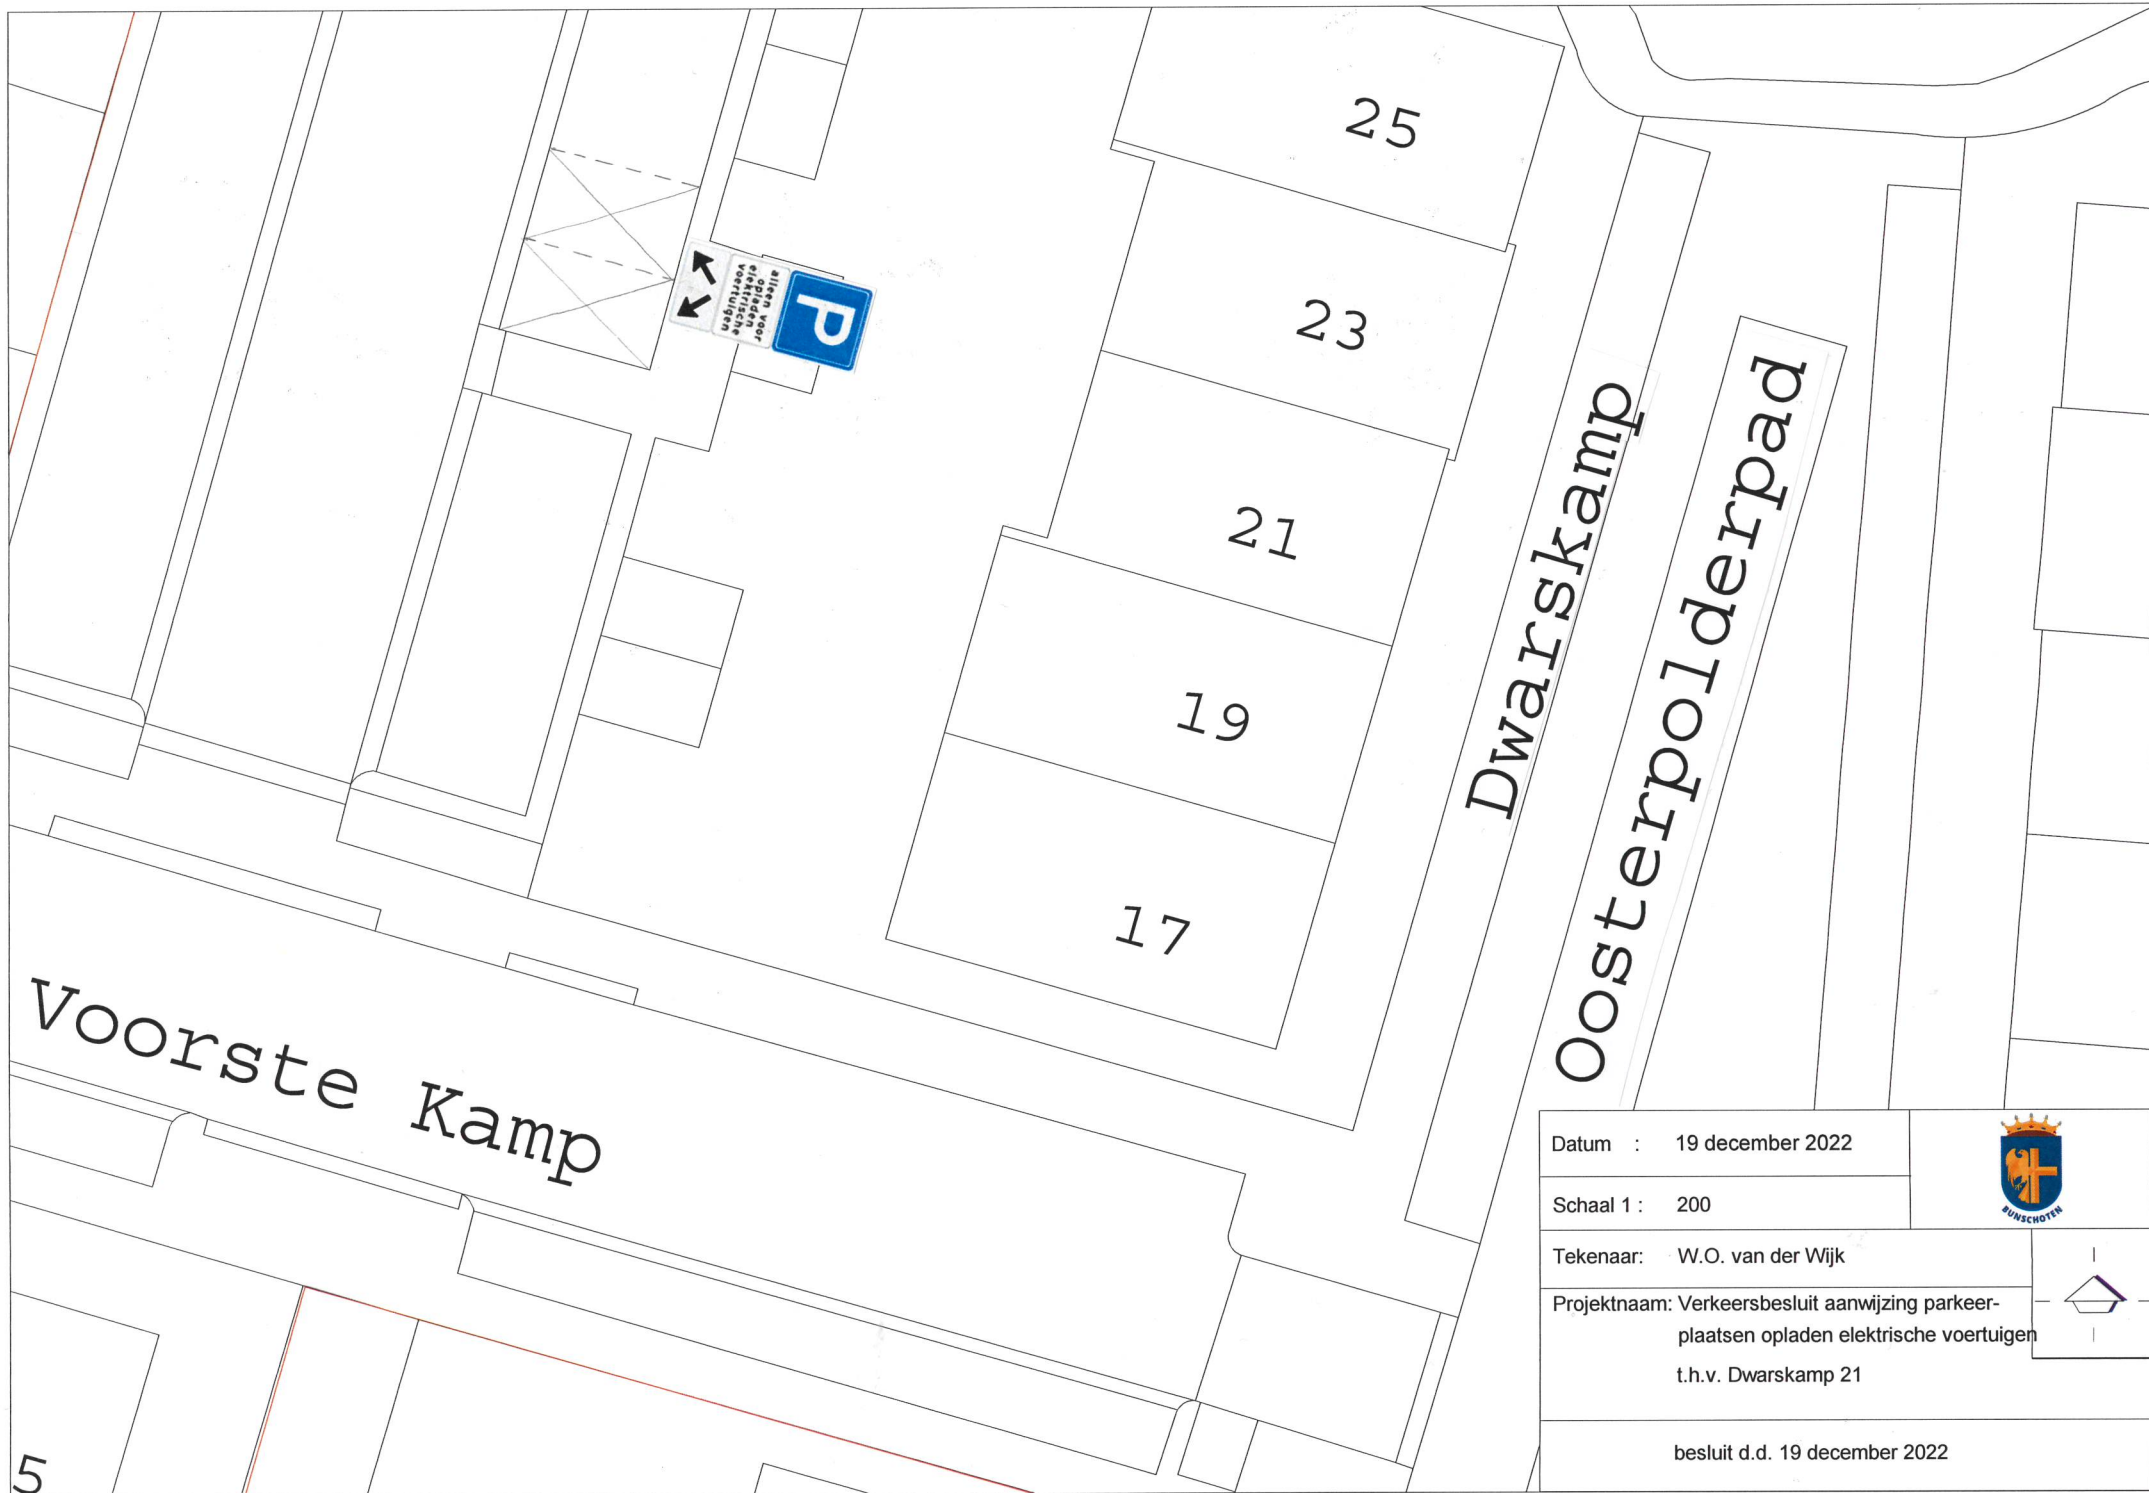 25
23
21
19
17
P
alleen voor
opladen
elektrische
voertuigen
Dwarskamp
Oosterpolderpad
Voorste Kamp
5
Datum : 19 december 2022
BUNSCHOTEN
Schaal 1 : 200
Tekenaar: W.O. van der Wijk
Projektnaam: Verkeersbesluit aanwijzing parkeer-
plaatsen opladen elektrische voertuigen
t.h.v. Dwarskamp 21
besluit d.d. 19 december 2022